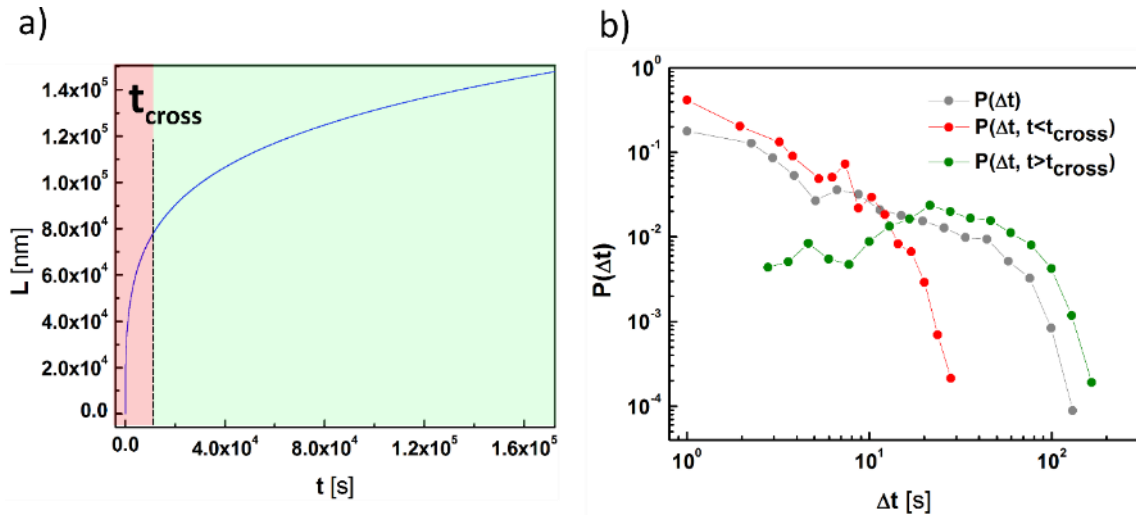 a)
t_cross
L [nm]
1.4x10^5
1.2x10^5
1.0x10^5
8.0x10^4
6.0x10^4
4.0x10^4
2.0x10^4
0.0
0.0 4.0x10^4 8.0x10^4 1.2x10^5 1.6x10^5
t [s]
b)
P(Δt)
P(Δt, t<t_cross)
P(Δt, t>t_cross)
P(Δt)
10^0
10^-1
10^-2
10^-3
10^-4
10^0 10^1 10^2
Δt [s]